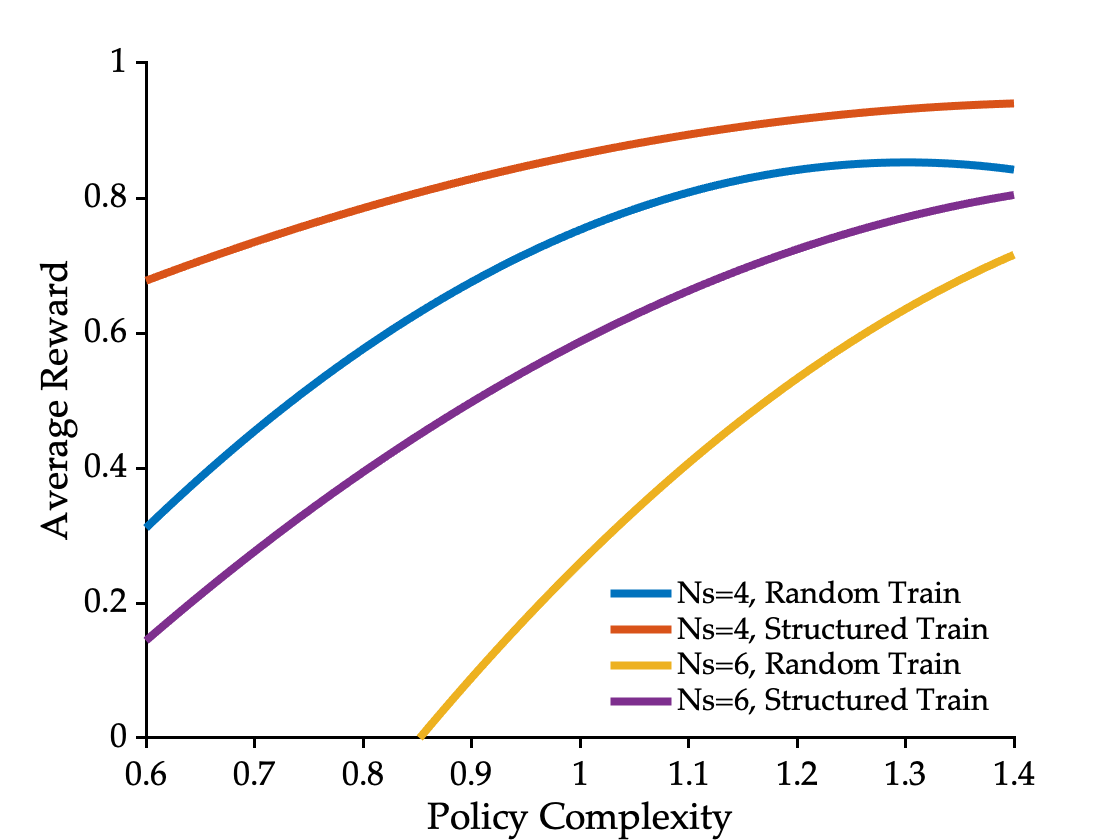 1
0.8
0.6
0.4
0.2
0
Average Reward
Ns=4, Random Train
Ns=4, Structured Train
Ns=6, Random Train
Ns=6, Structured Train
0.6 0.7 0.8 0.9 1 1.1 1.2 1.3 1.4
Policy Complexity